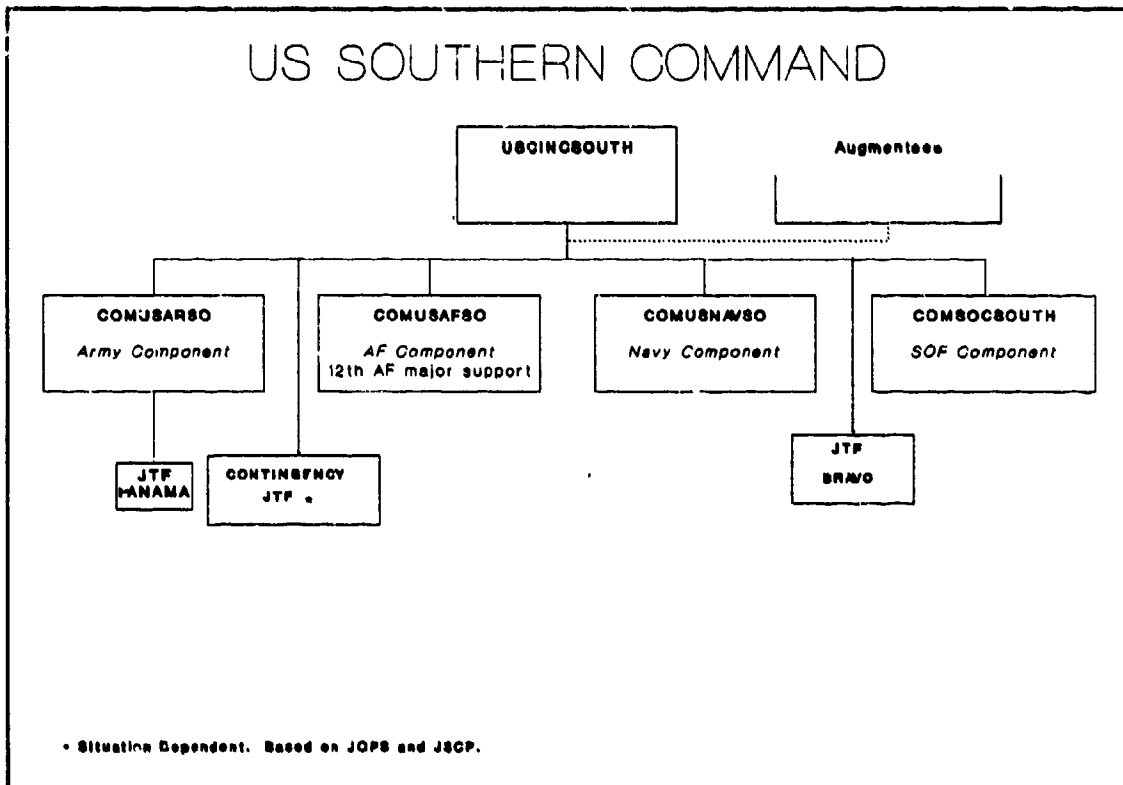 US SOUTHERN COMMAND
USCINCSOUTH
Augmentees
COMUSARSO
Army Component
COMUSAFSO
AF Component
12th AF major support
COMUSNAVSO
Navy Component
COMSOCSOUTH
SOF Component
JTF
PANAMA
CONTINGENCY
JTF *
JTF
BRAVO
* Situation Dependent. Based on JOPS and JSCP.